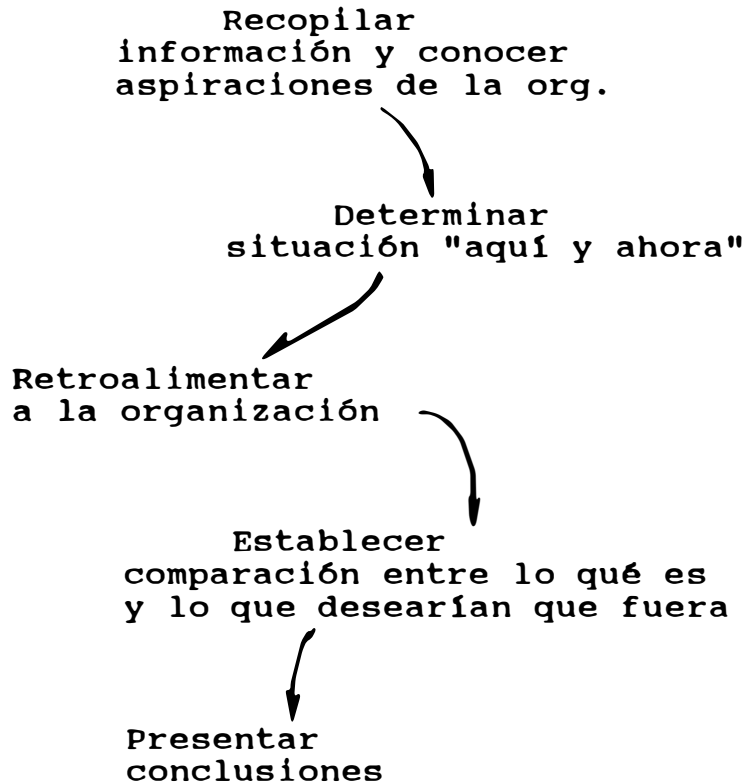 Recopilar
información y conocer
aspiraciones de la org.
Determinar
situación "aquí y ahora"
Retroalimentar
a la organización
Establecer
comparación entre lo qué es
y lo que desearían que fuera
Presentar
conclusiones